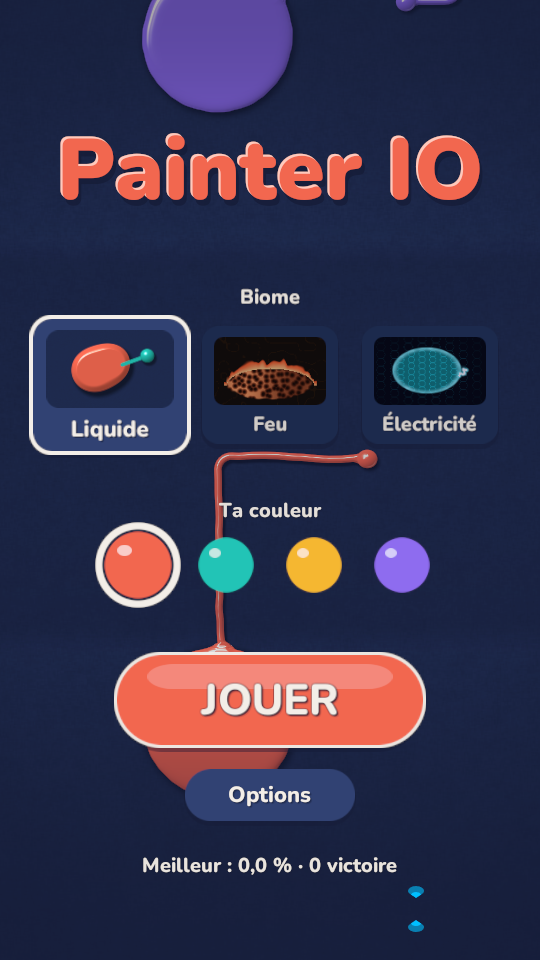 Painter IO
Biome
Liquide
Feu
Électricité
Ta couleur
JOUER
Options
Meilleur : 0,0 % · 0 victoire